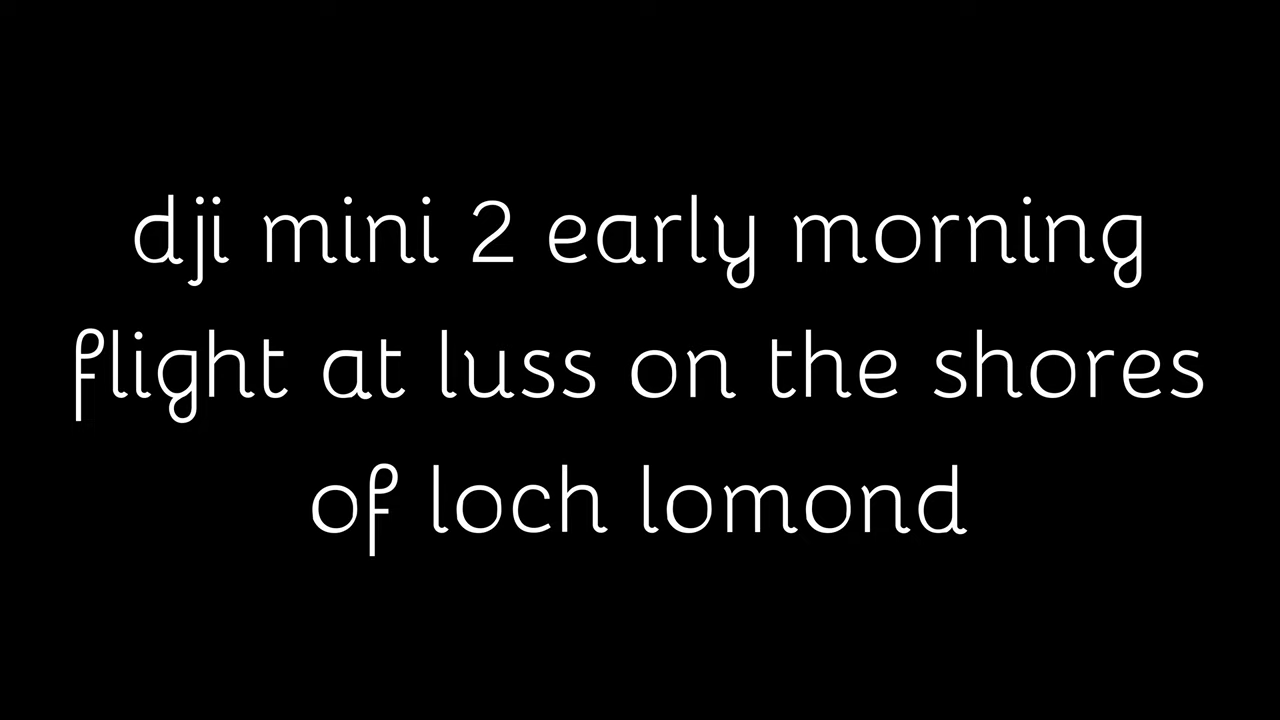 dji mini 2 early morning
flight at luss on the shores
of loch lomond